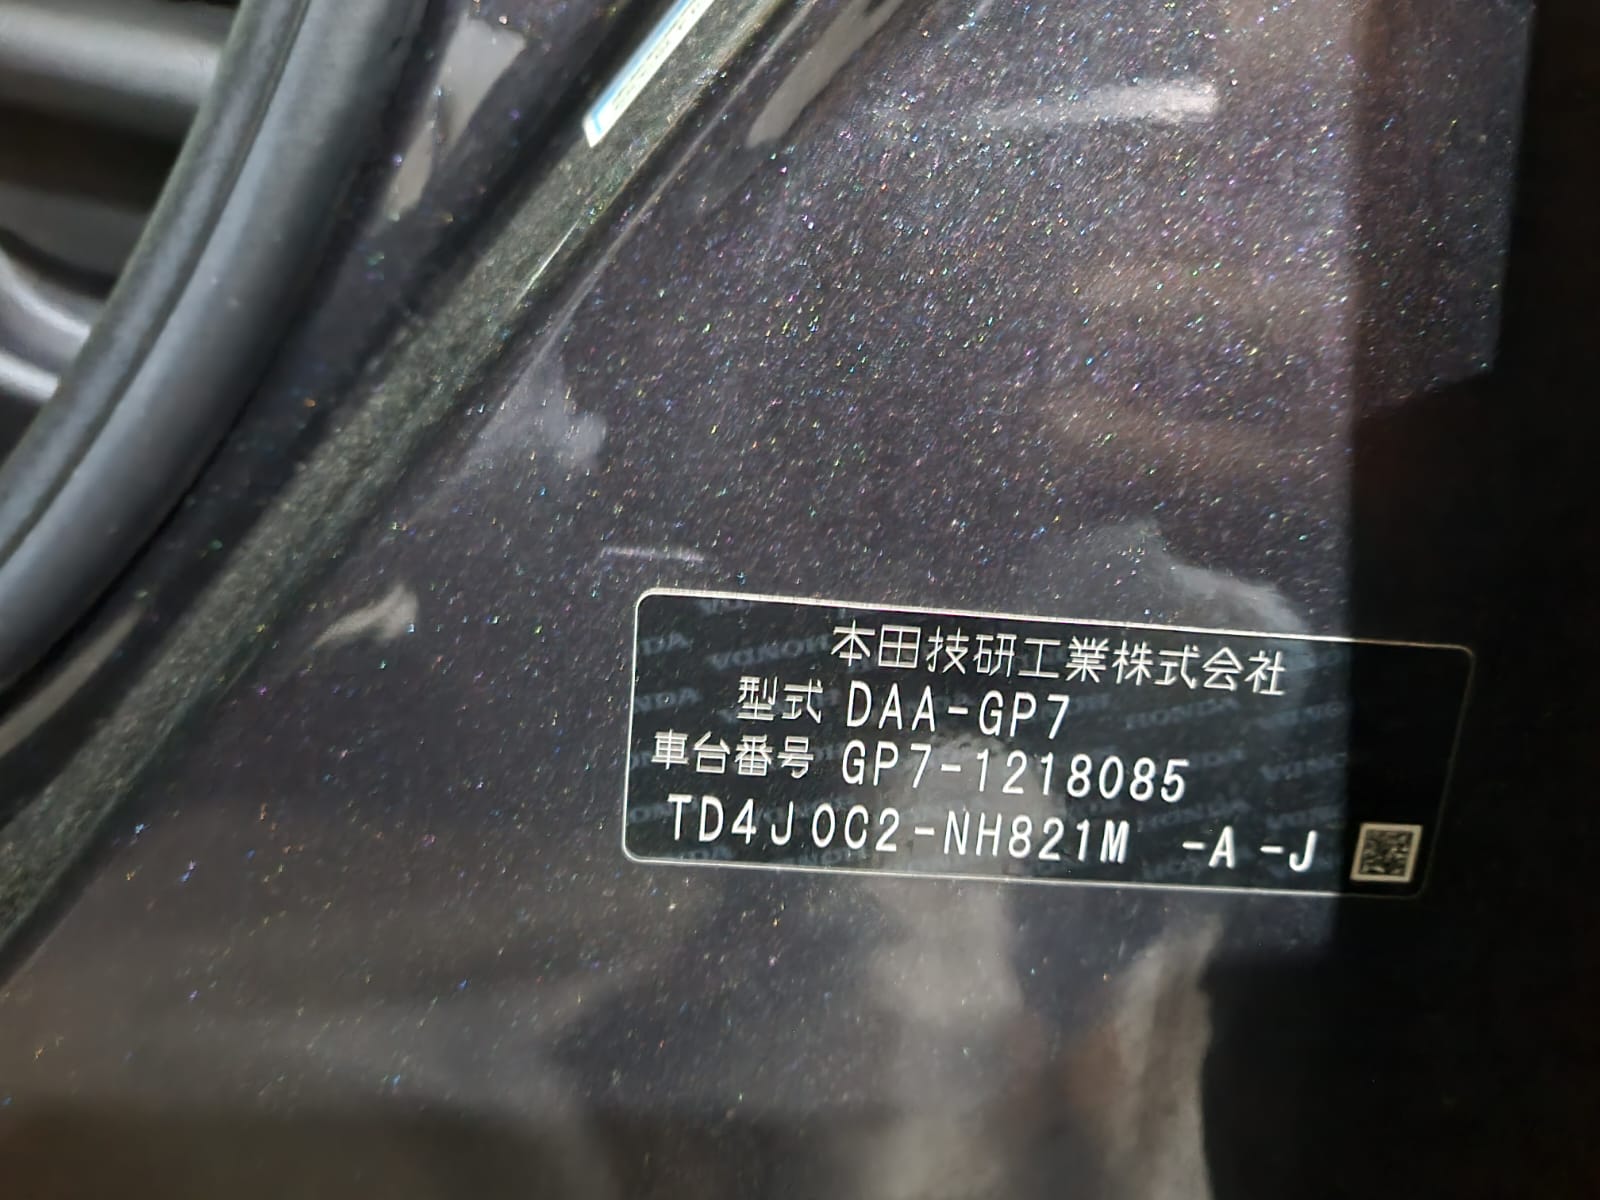 本田技研工業株式会社
型式 DAA-GP7
車台番号 GP7-1218085
TD4J0C2-NH821M -A -J